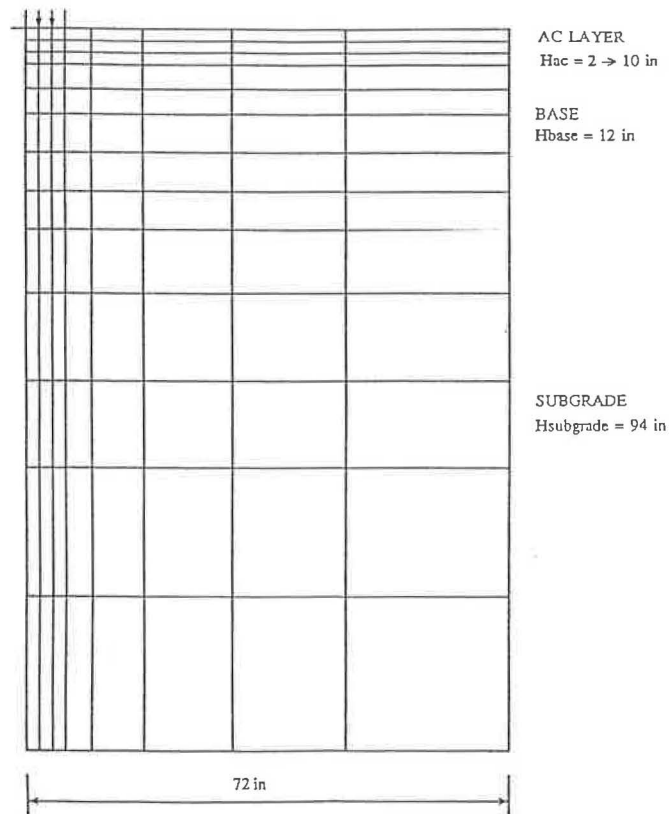 AC LAYER
Hac = 2 → 10 in
BASE
Hbase = 12 in
SUBGRADE
Hsubgrade = 94 in
72 in